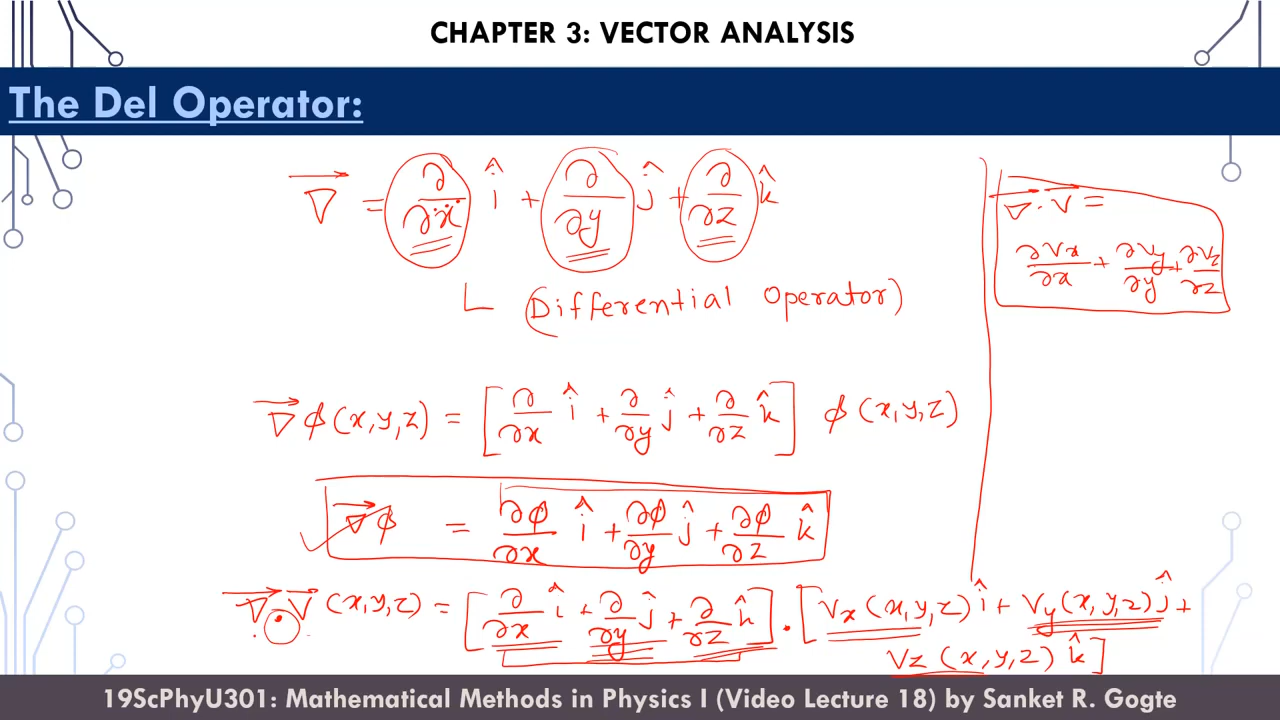 CHAPTER 3: VECTOR ANALYSIS
The Del Operator:
∇⃗ = ∂/∂x î + ∂/∂y ĵ + ∂/∂z k̂
(Differential Operator)
∇⃗ϕ(x,y,z) = [∂/∂x î + ∂/∂y ĵ + ∂/∂z k̂] ϕ(x,y,z)
∇⃗ϕ = ∂ϕ/∂x î + ∂ϕ/∂y ĵ + ∂ϕ/∂z k̂
∇⃗ · V⃗ (x,y,z) = [∂/∂x î + ∂/∂y ĵ + ∂/∂z k̂] · [Vx(x,y,z) î + Vy(x,y,z) ĵ +
Vz(x,y,z) k̂]
∇⃗ · V⃗ =
∂Vx/∂x + ∂Vy/∂y + ∂Vz/∂z
19ScPhyU301: Mathematical Methods in Physics I (Video Lecture 18) by Sanket R. Gogte